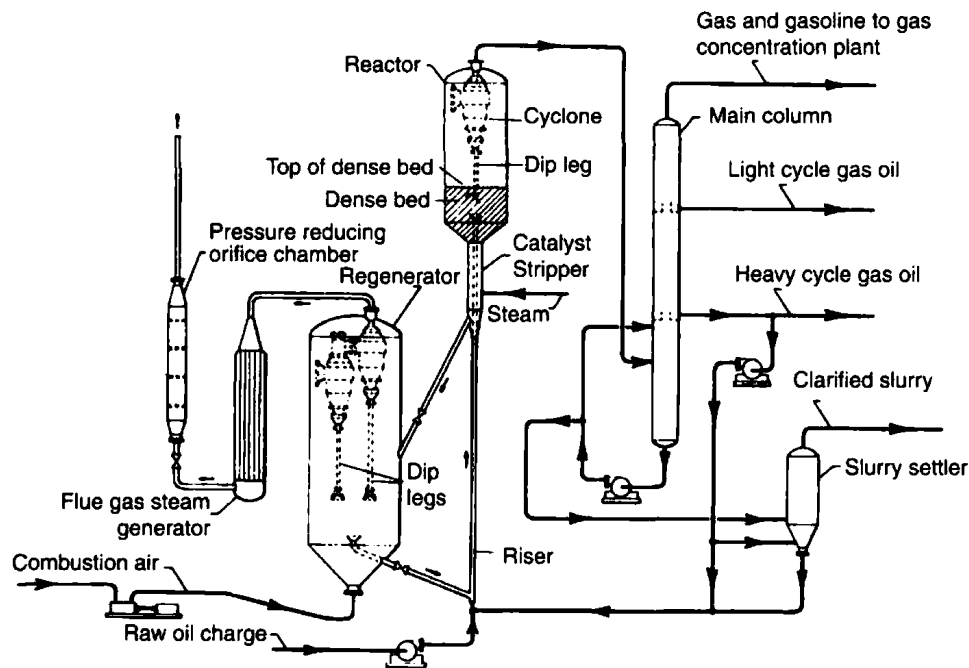 Gas and gasoline to gas
concentration plant
Reactor
Cyclone
Main column
Top of dense bed
Dip leg
Light cycle gas oil
Dense bed
Pressure reducing
orifice chamber
Catalyst
Stripper
Regenerator
Heavy cycle gas oil
Steam
Clarified slurry
Dip
legs
Slurry settler
Flue gas steam
generator
Riser
Combustion air
Raw oil charge